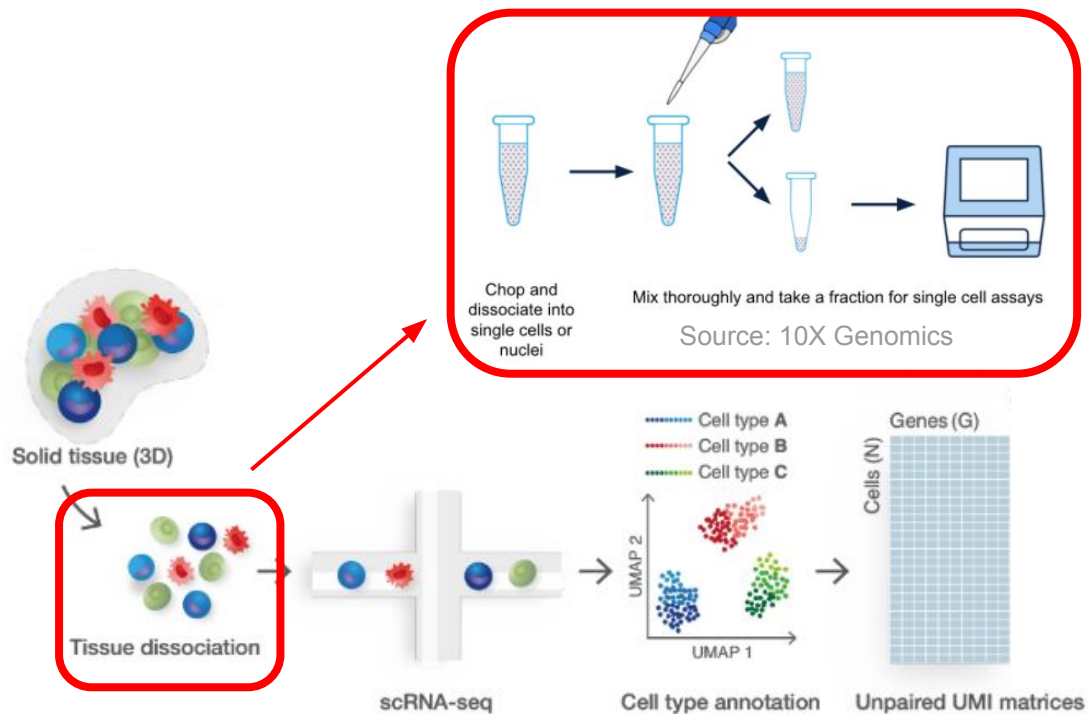 Chop and
dissociate into
single cells or
nuclei
Mix thoroughly and take a fraction for single cell assays
Source: 10X Genomics
Solid tissue (3D)
Tissue dissociation
scRNA-seq
Cell type A
Cell type B
Cell type C
UMAP 2
UMAP 1
Cell type annotation
Genes (G)
Cells (N)
Unpaired UMI matrices